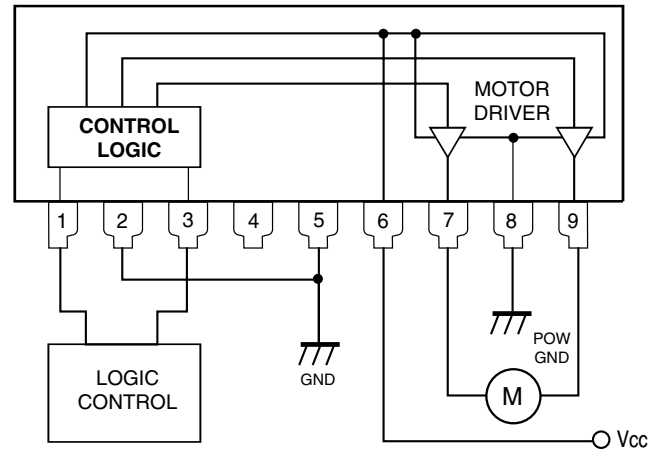 MOTOR
DRIVER
CONTROL
LOGIC
1 2 3 4 5 6 7 8 9
LOGIC
CONTROL
GND
POW
GND
M
Vcc